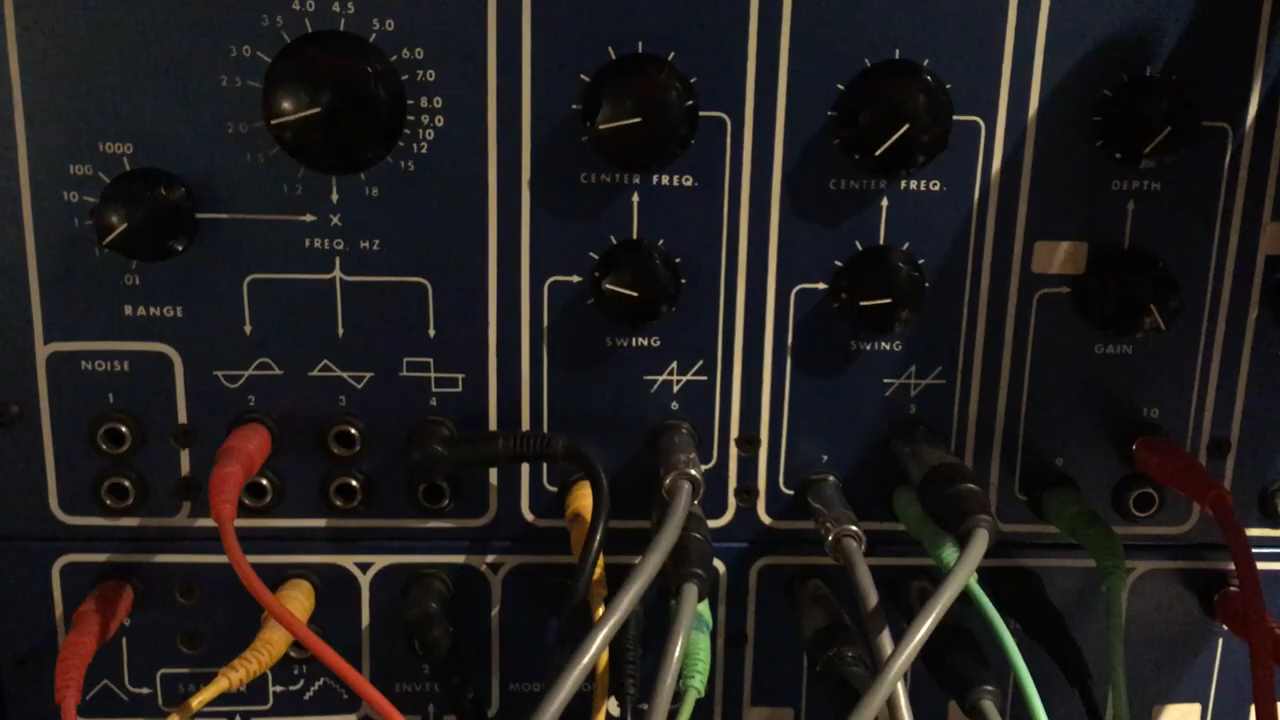 3.5 4.0 4.5 5.0
3.0 6.0
2.5 7.0
2.0 8.0
9.0
10
1.5 12
15
1.2 18
1000
100
10
1
.01
RANGE
X
FREQ. HZ
NOISE
1 2 3 4
CENTER FREQ.
SWING
6
7
CENTER FREQ.
SWING
5
DEPTH
GAIN
9
10
21
2